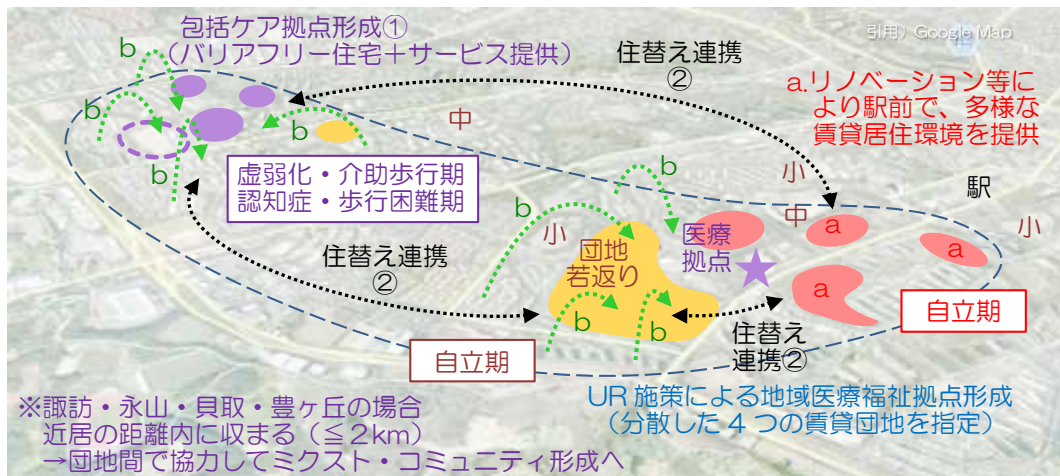 包括ケア拠点形成①
（バリアフリー住宅＋サービス提供）
引用）Google Map
住替え連携
②
a.リノベーション等に
より駅前で、多様な
賃貸居住環境を提供
b
b
b
b
中
虚弱化・介助歩行期
認知症・歩行困難期
小
駅
中
小
b
小
医療
拠点
a
a
団地
若返り
住替え連携
②
a
b
b
自立期
住替え
連携②
自立期
UR施策による地域医療福祉拠点形成
（分散した4つの賃貸団地を指定）
※諏訪・永山・貝取・豊ヶ丘の場合
近居の距離内に収まる（≦2km）
→団地間で協力してミクスト・コミュニティ形成へ